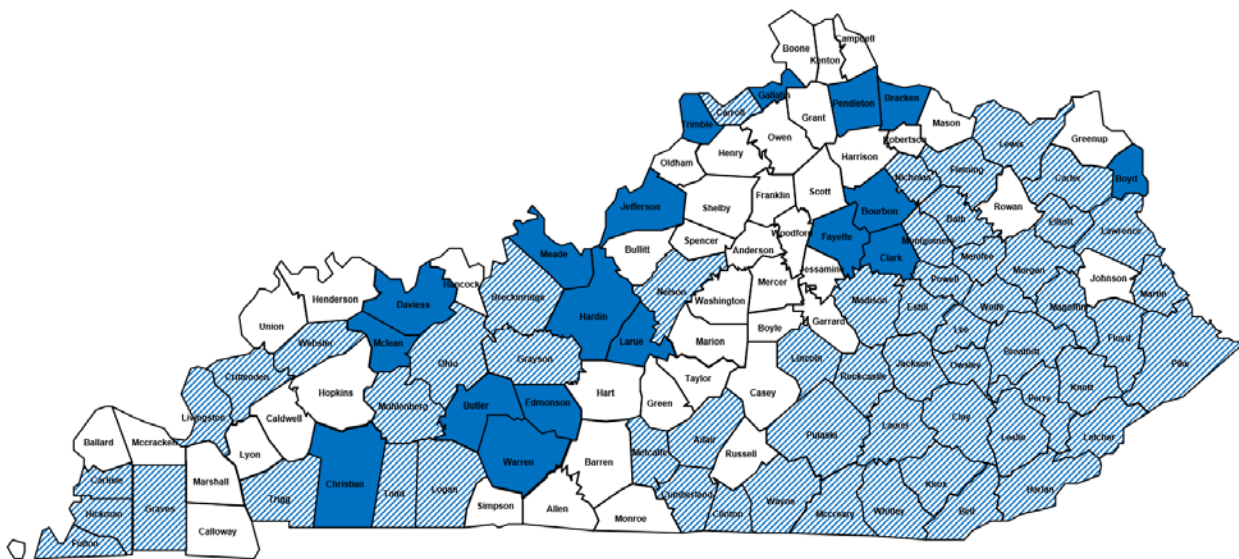 Boone
Kenton
Campbell
Gallatin
Carroll
Trimble
Pendleton
Bracken
Grant
Mason
Owen
Robertson
Lewis
Greenup
Henry
Oldham
Harrison
Nicholas
Fleming
Carter
Boyd
Franklin
Scott
Rowan
Shelby
Jefferson
Bourbon
Bath
Elliott
Lawrence
Woodford
Fayette
Montgomery
Spencer
Anderson
Bullitt
Meade
Clark
Menifee
Morgan
Jessamine
Powell
Johnson
Hancock
Breckinridge
Nelson
Mercer
Washington
Madison
Estill
Wolfe
Magoffin
Martin
Henderson
Daviess
Hardin
Garrard
Union
Boyle
Lee
Floyd
Mclean
Larue
Marion
Webster
Ohio
Grayson
Lincoln
Rockcastle
Jackson
Owsley
Breathitt
Pike
Crittenden
Hopkins
Hart
Taylor
Green
Casey
Knott
Livingston
Muhlenberg
Butler
Edmonson
Perry
Caldwell
Clay
Pulaski
Laurel
Adair
Leslie
Letcher
Ballard
Mccracken
Lyon
Warren
Barren
Metcalfe
Russell
Carlisle
Marshall
Christian
Todd
Logan
Trigg
Cumberland
Wayne
Knox
Harlan
Hickman
Graves
Simpson
Allen
Monroe
Clinton
Mccreary
Whitley
Bell
Calloway
Fulton